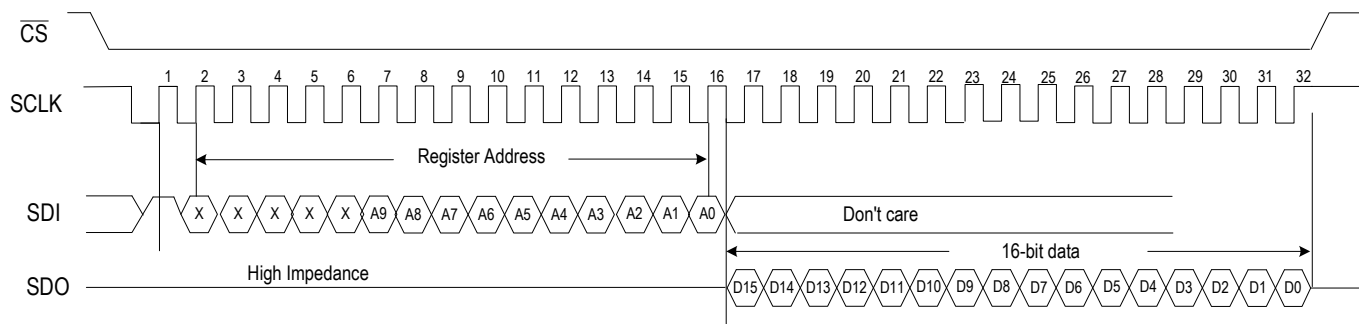 CS
1 2 3 4 5 6 7 8 9 10 11 12 13 14 15 16 17 18 19 20 21 22 23 24 25 26 27 28 29 30 31 32
SCLK
Register Address
SDI X X X X X A9 A8 A7 A6 A5 A4 A3 A2 A1 A0 Don't care
16-bit data
High Impedance
SDO D15 D14 D13 D12 D11 D10 D9 D8 D7 D6 D5 D4 D3 D2 D1 D0